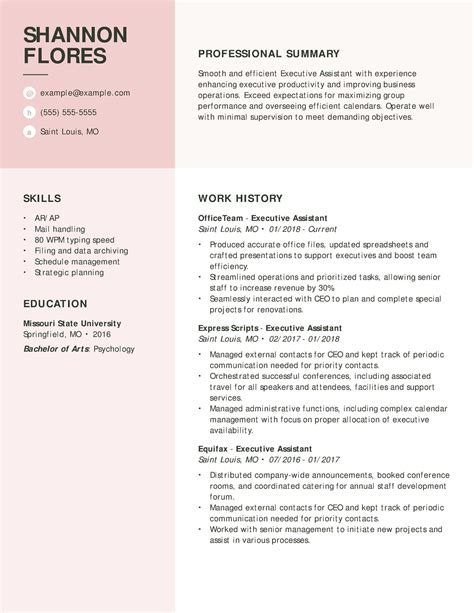 SHANNON
FLORES
example@example.com
(555) 555-5555
Saint Louis, MO
PROFESSIONAL SUMMARY
Smooth and efficient Executive Assistant with experience
enhancing executive productivity and improving business
operations. Exceed expectations for maximizing group
performance and overseeing efficient calendars. Operate well
with minimal supervision to meet demanding objectives.
SKILLS
• AR/AP
• Mail handling
• 80 WPM typing speed
• Filing and data archiving
• Schedule management
• Strategic planning
EDUCATION
Missouri State University
Springfield, MO • 2016
Bachelor of Arts: Psychology
WORK HISTORY
OfficeTeam - Executive Assistant
Saint Louis, MO • 01/2018 - Current
• Produced accurate office files, updated spreadsheets and
crafted presentations to support executives and boost team
efficiency.
• Streamlined operations and prioritized tasks, allowing senior
staff to increase revenue by 30%
• Seamlessly interacted with CEO to plan and complete special
projects for renovations.
Express Scripts - Executive Assistant
Saint Louis, MO • 02/2017 - 01/2018
• Managed external contacts for CEO and kept track of periodic
communication needed for priority contacts.
• Orchestrated successful conferences, including associated
travel for all speakers and attendees, facilities and support
services.
• Managed administrative functions, including complex calendar
management with focus on proper allocation of executive
availability.
Equifax - Executive Assistant
Saint Louis, MO • 07/2016 - 01/2017
• Distributed company-wide announcements, booked conference
rooms, and coordinated catering for annual staff development
forum.
• Managed external contacts for CEO and kept track of periodic
communication needed for priority contacts.
• Worked with senior management to initiate new projects and
assist in various processes.